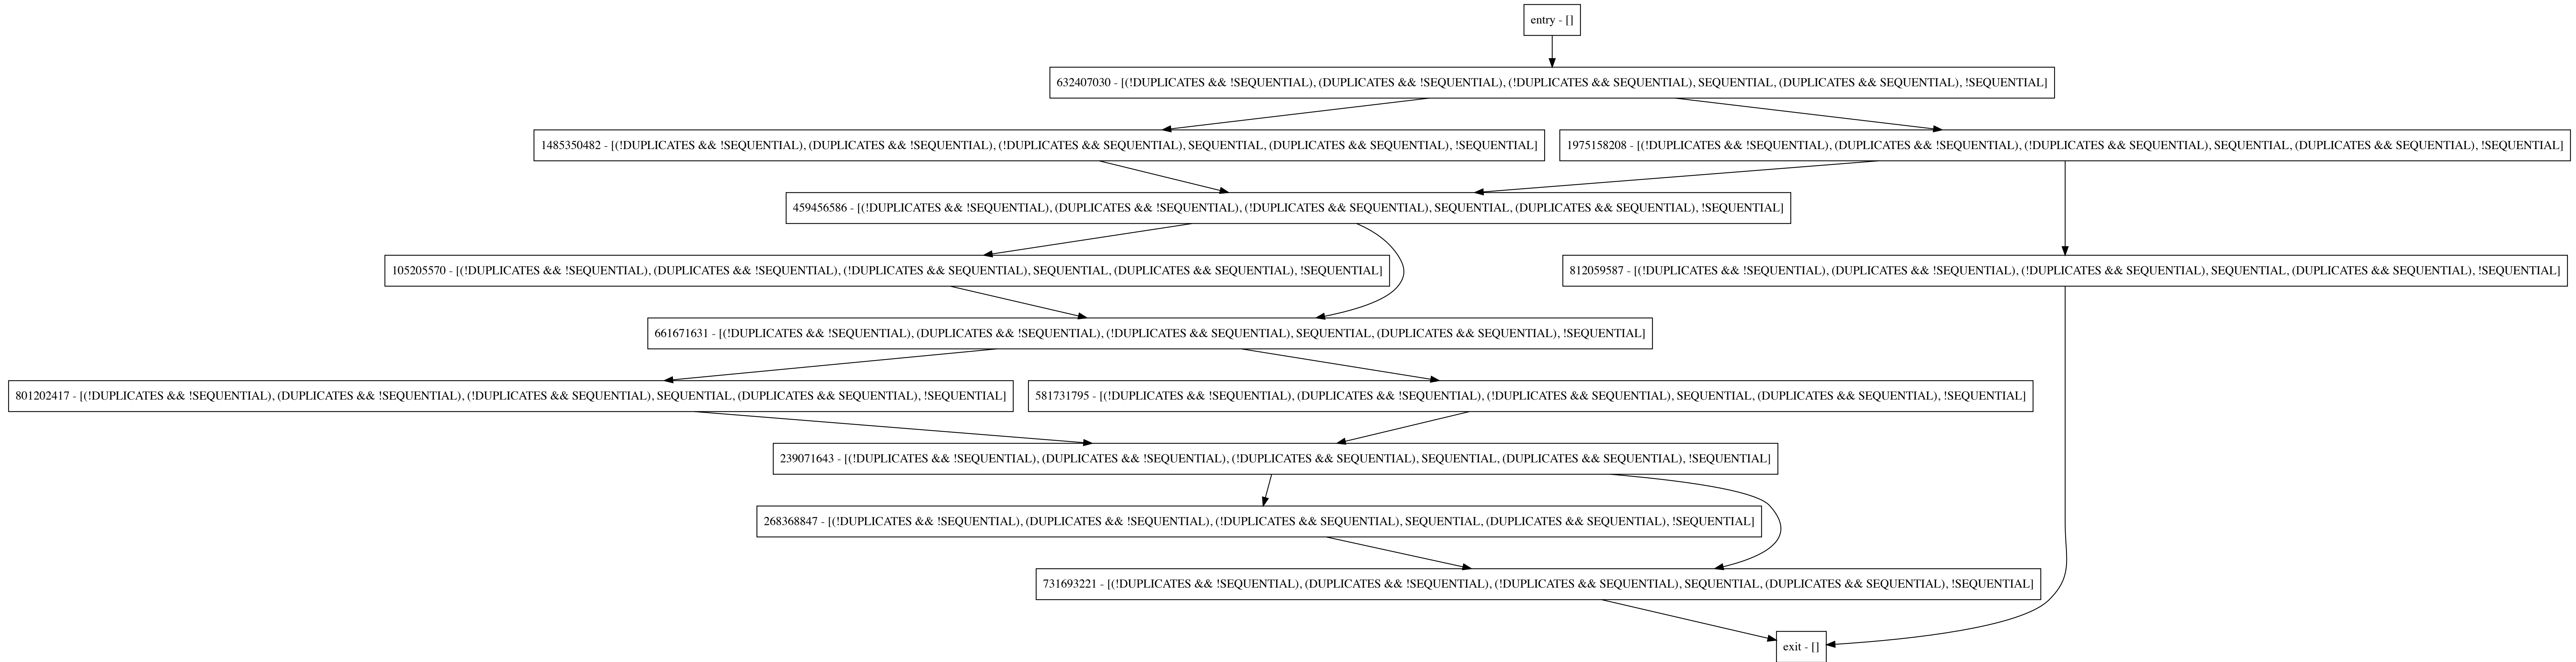 entry - []
632407030 - [(!DUPLICATES && !SEQUENTIAL), (DUPLICATES && !SEQUENTIAL), (!DUPLICATES && SEQUENTIAL), SEQUENTIAL, (DUPLICATES && SEQUENTIAL), !SEQUENTIAL]
1485350482 - [(!DUPLICATES && !SEQUENTIAL), (DUPLICATES && !SEQUENTIAL), (!DUPLICATES && SEQUENTIAL), SEQUENTIAL, (DUPLICATES && SEQUENTIAL), !SEQUENTIAL]
1975158208 - [(!DUPLICATES && !SEQUENTIAL), (DUPLICATES && !SEQUENTIAL), (!DUPLICATES && SEQUENTIAL), SEQUENTIAL, (DUPLICATES && SEQUENTIAL), !SEQUENTIAL]
459456586 - [(!DUPLICATES && !SEQUENTIAL), (DUPLICATES && !SEQUENTIAL), (!DUPLICATES && SEQUENTIAL), SEQUENTIAL, (DUPLICATES && SEQUENTIAL), !SEQUENTIAL]
105205570 - [(!DUPLICATES && !SEQUENTIAL), (DUPLICATES && !SEQUENTIAL), (!DUPLICATES && SEQUENTIAL), SEQUENTIAL, (DUPLICATES && SEQUENTIAL), !SEQUENTIAL]
812059587 - [(!DUPLICATES && !SEQUENTIAL), (DUPLICATES && !SEQUENTIAL), (!DUPLICATES && SEQUENTIAL), SEQUENTIAL, (DUPLICATES && SEQUENTIAL), !SEQUENTIAL]
661671631 - [(!DUPLICATES && !SEQUENTIAL), (DUPLICATES && !SEQUENTIAL), (!DUPLICATES && SEQUENTIAL), SEQUENTIAL, (DUPLICATES && SEQUENTIAL), !SEQUENTIAL]
801202417 - [(!DUPLICATES && !SEQUENTIAL), (DUPLICATES && !SEQUENTIAL), (!DUPLICATES && SEQUENTIAL), SEQUENTIAL, (DUPLICATES && SEQUENTIAL), !SEQUENTIAL]
581731795 - [(!DUPLICATES && !SEQUENTIAL), (DUPLICATES && !SEQUENTIAL), (!DUPLICATES && SEQUENTIAL), SEQUENTIAL, (DUPLICATES && SEQUENTIAL), !SEQUENTIAL]
239071643 - [(!DUPLICATES && !SEQUENTIAL), (DUPLICATES && !SEQUENTIAL), (!DUPLICATES && SEQUENTIAL), SEQUENTIAL, (DUPLICATES && SEQUENTIAL), !SEQUENTIAL]
268368847 - [(!DUPLICATES && !SEQUENTIAL), (DUPLICATES && !SEQUENTIAL), (!DUPLICATES && SEQUENTIAL), SEQUENTIAL, (DUPLICATES && SEQUENTIAL), !SEQUENTIAL]
731693221 - [(!DUPLICATES && !SEQUENTIAL), (DUPLICATES && !SEQUENTIAL), (!DUPLICATES && SEQUENTIAL), SEQUENTIAL, (DUPLICATES && SEQUENTIAL), !SEQUENTIAL]
exit - []